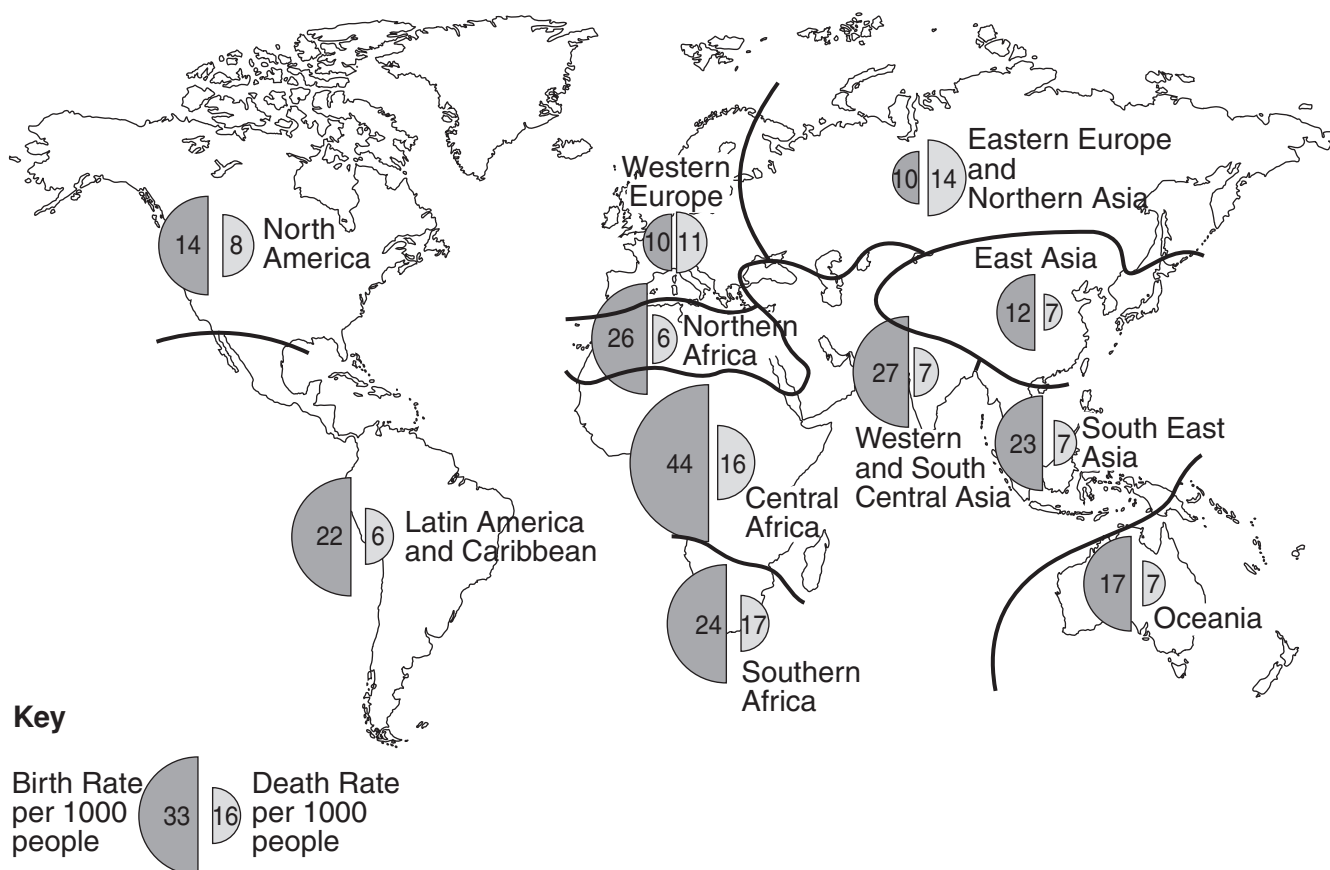 Western
Europe
10 11
10 14
Eastern Europe
and
Northern Asia
14 8
North
America
East Asia
12 7
26 6
Northern
Africa
27 7
Western
and South
Central Asia
23 7
South East
Asia
44 16
Central
Africa
22 6
Latin America
and Caribbean
17 7
Oceania
24 17
Southern
Africa
Key
Birth Rate
per 1000
people
33 16
Death Rate
per 1000
people